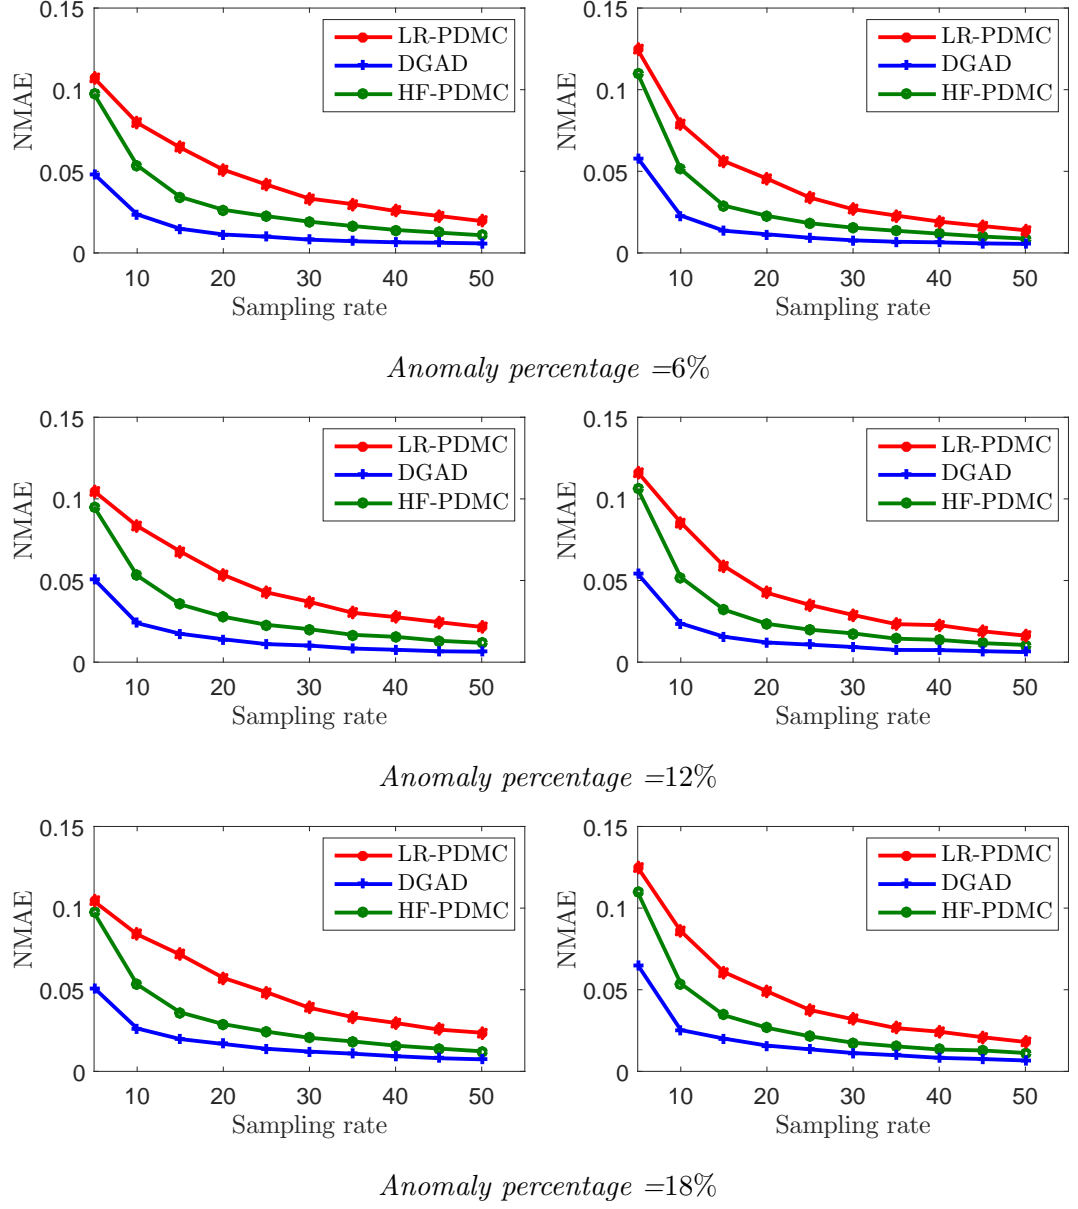 0.15
0.1
0.05
0
NMAE
LR-PDMC
DGAD
HF-PDMC
10 20 30 40 50
Sampling rate
0.15
0.1
0.05
0
NMAE
LR-PDMC
DGAD
HF-PDMC
10 20 30 40 50
Sampling rate
Anomaly percentage =6%
0.15
0.1
0.05
0
NMAE
LR-PDMC
DGAD
HF-PDMC
10 20 30 40 50
Sampling rate
0.15
0.1
0.05
0
NMAE
LR-PDMC
DGAD
HF-PDMC
10 20 30 40 50
Sampling rate
Anomaly percentage =12%
0.15
0.1
0.05
0
NMAE
LR-PDMC
DGAD
HF-PDMC
10 20 30 40 50
Sampling rate
0.15
0.1
0.05
0
NMAE
LR-PDMC
DGAD
HF-PDMC
10 20 30 40 50
Sampling rate
Anomaly percentage =18%